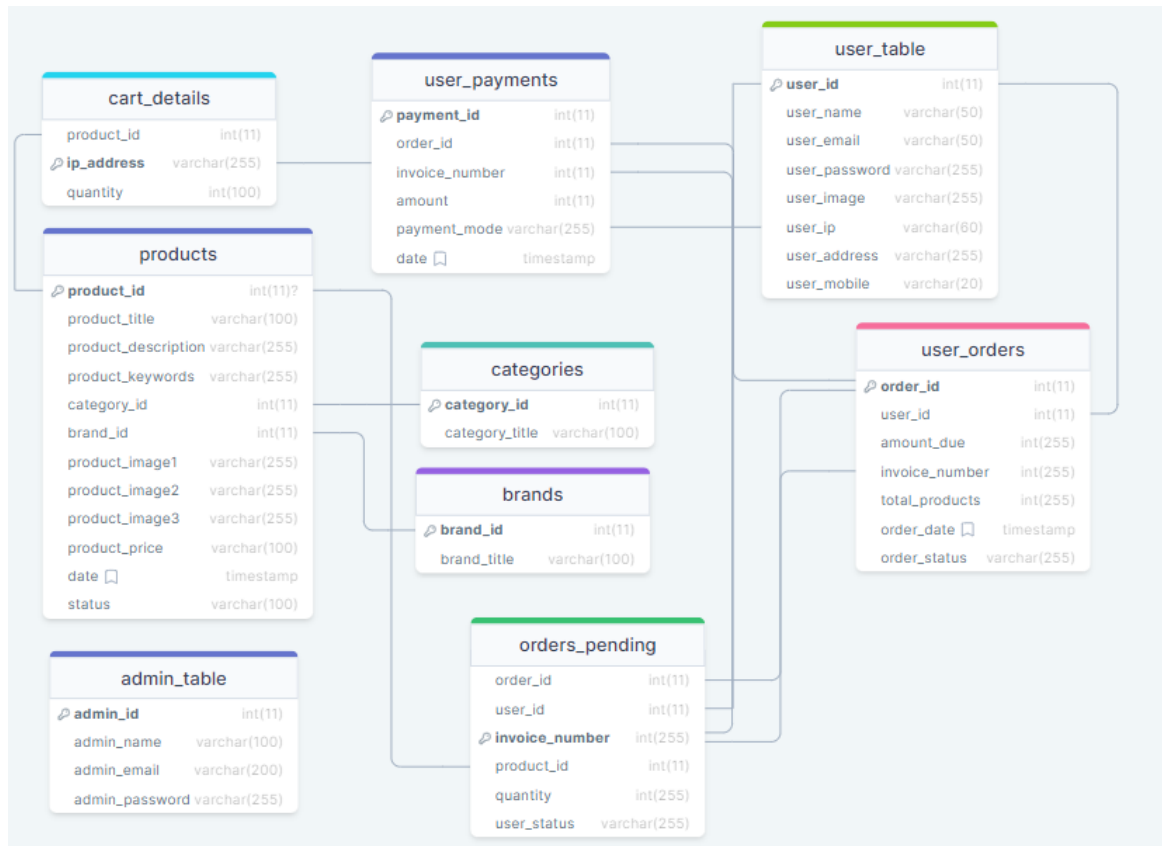 cart_details
product_id int(11)
ip_address varchar(255)
quantity int(100)
user_payments
payment_id int(11)
order_id int(11)
invoice_number int(11)
amount int(11)
payment_mode varchar(255)
date timestamp
user_table
user_id int(11)
user_name varchar(50)
user_email varchar(50)
user_password varchar(255)
user_image varchar(255)
user_ip varchar(60)
user_address varchar(255)
user_mobile varchar(20)
products
product_id int(11)?
product_title varchar(100)
product_description varchar(255)
product_keywords varchar(255)
category_id int(11)
brand_id int(11)
product_image1 varchar(255)
product_image2 varchar(255)
product_image3 varchar(255)
product_price varchar(100)
date timestamp
status varchar(100)
categories
category_id int(11)
category_title varchar(100)
brands
brand_id int(11)
brand_title varchar(100)
user_orders
order_id int(11)
user_id int(11)
amount_due int(255)
invoice_number int(255)
total_products int(255)
order_date timestamp
order_status varchar(255)
admin_table
admin_id int(11)
admin_name varchar(100)
admin_email varchar(200)
admin_password varchar(255)
orders_pending
order_id int(11)
user_id int(11)
invoice_number int(255)
product_id int(11)
quantity int(255)
user_status varchar(255)